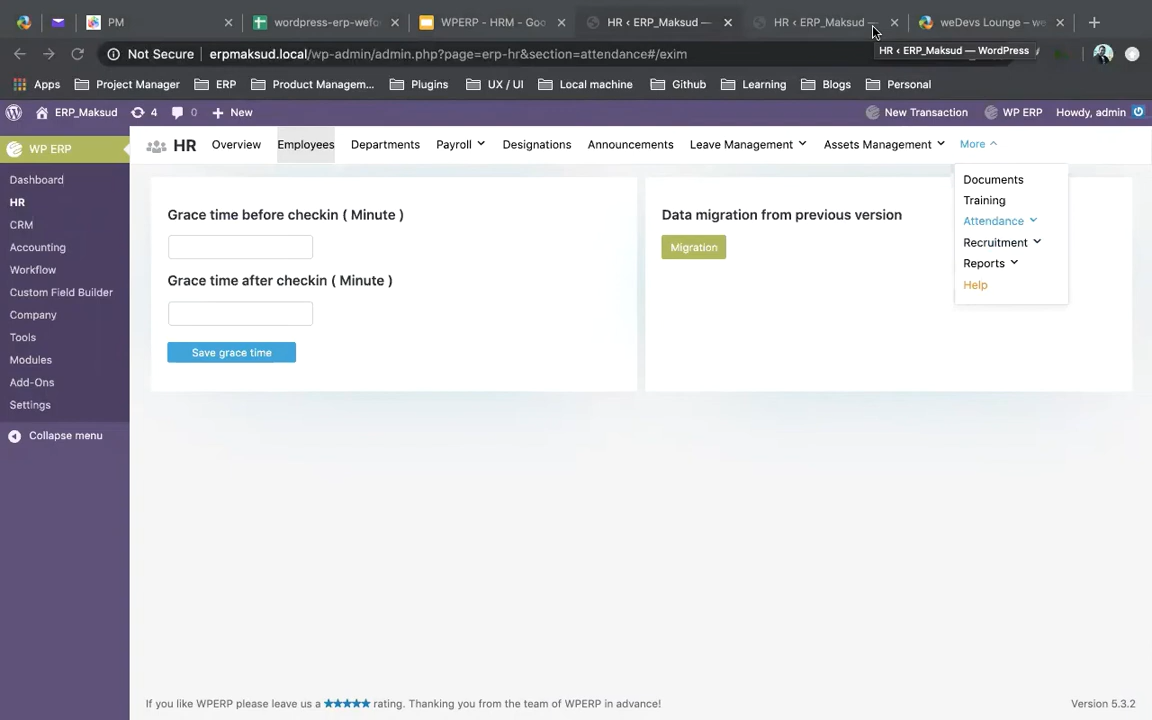 PM
wordpress-erp-wefo
WPERP - HRM - Goo
HR ‹ ERP_Maksud —
HR ‹ ERP_Maksud —
weDevs Lounge – we
Not Secure
erpmaksud.local/wp-admin/admin.php?page=erp-hr&section=attendance#/exim
HR ‹ ERP_Maksud — WordPress
Apps
Project Manager
ERP
Product Managem...
Plugins
UX / UI
Local machine
Github
Learning
Blogs
Personal
ERP_Maksud
4
0
New
New Transaction
WP ERP
Howdy, admin
WP ERP
HR
Overview
Employees
Departments
Payroll
Designations
Announcements
Leave Management
Assets Management
More
Dashboard
HR
CRM
Accounting
Workflow
Custom Field Builder
Company
Tools
Modules
Add-Ons
Settings
Collapse menu
Grace time before checkin ( Minute )
Grace time after checkin ( Minute )
Save grace time
Data migration from previous version
Migration
Documents
Training
Attendance
Recruitment
Reports
Help
If you like WPERP please leave us a ★★★★★ rating. Thanking you from the team of WPERP in advance!
Version 5.3.2